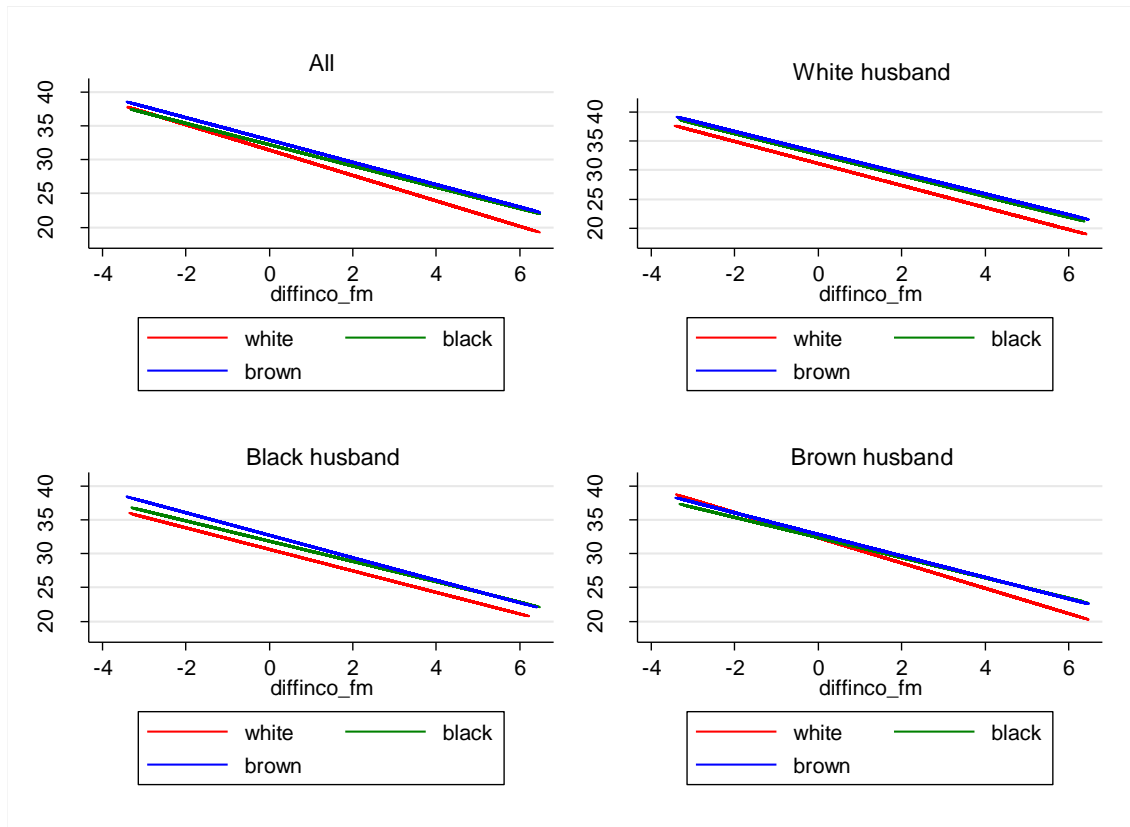 All
40
35
30
25
20
-4 -2 0 2 4 6
diffinco_fm
white black
brown
White husband
40
35
30
25
20
-4 -2 0 2 4 6
diffinco_fm
white black
brown
Black husband
40
35
30
25
20
-4 -2 0 2 4 6
diffinco_fm
white black
brown
Brown husband
40
35
30
25
20
-4 -2 0 2 4 6
diffinco_fm
white black
brown